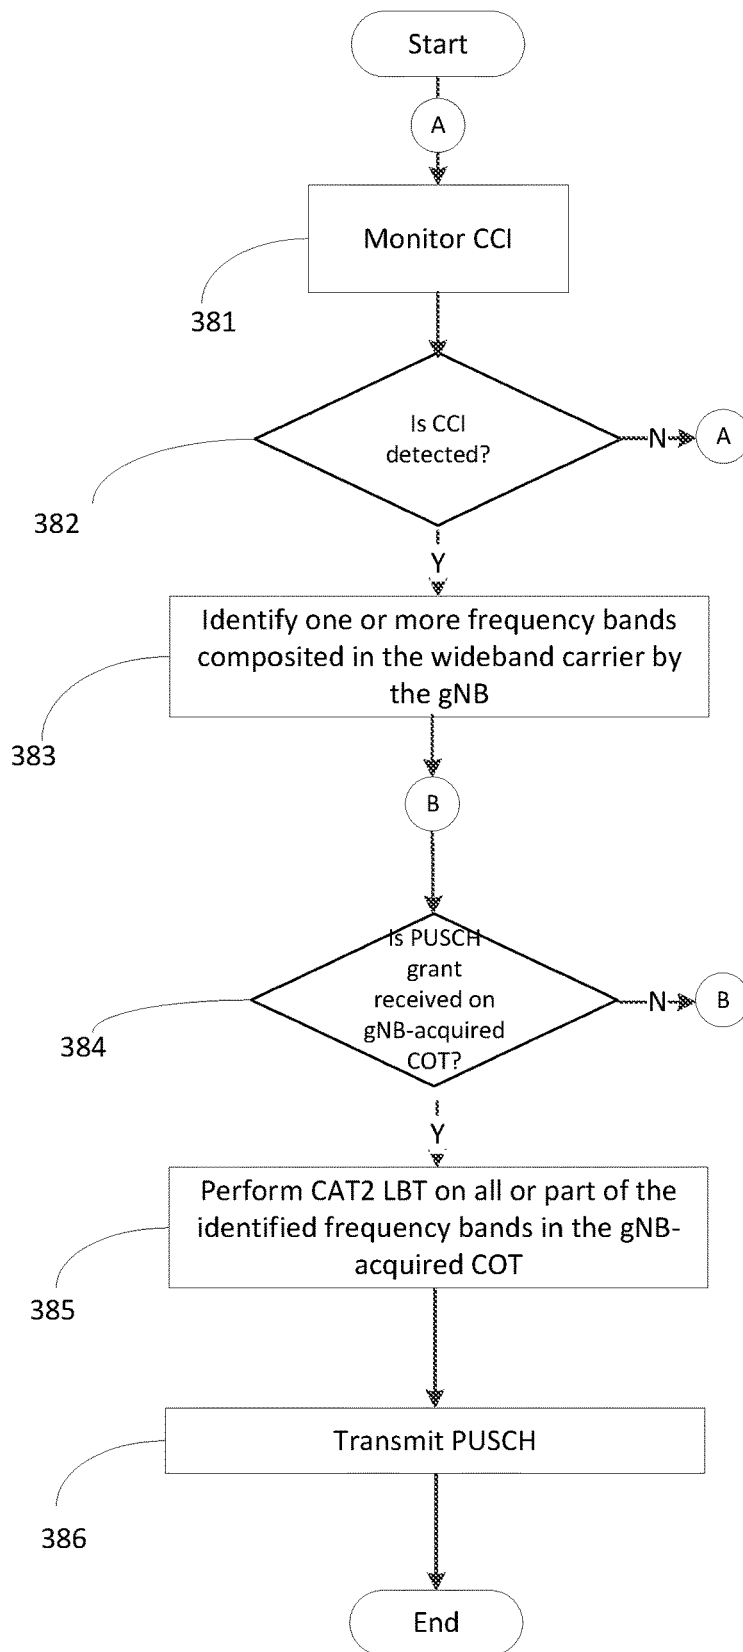 Start
A
Monitor CCI
381
Is CCI
detected?
N
A
382
Y
Identify one or more frequency bands
composited in the wideband carrier by
the gNB
383
B
Is PUSCH
grant
received on
gNB-acquired
COT?
N
B
384
Y
Perform CAT2 LBT on all or part of the
identified frequency bands in the gNB-
acquired COT
385
Transmit PUSCH
386
End